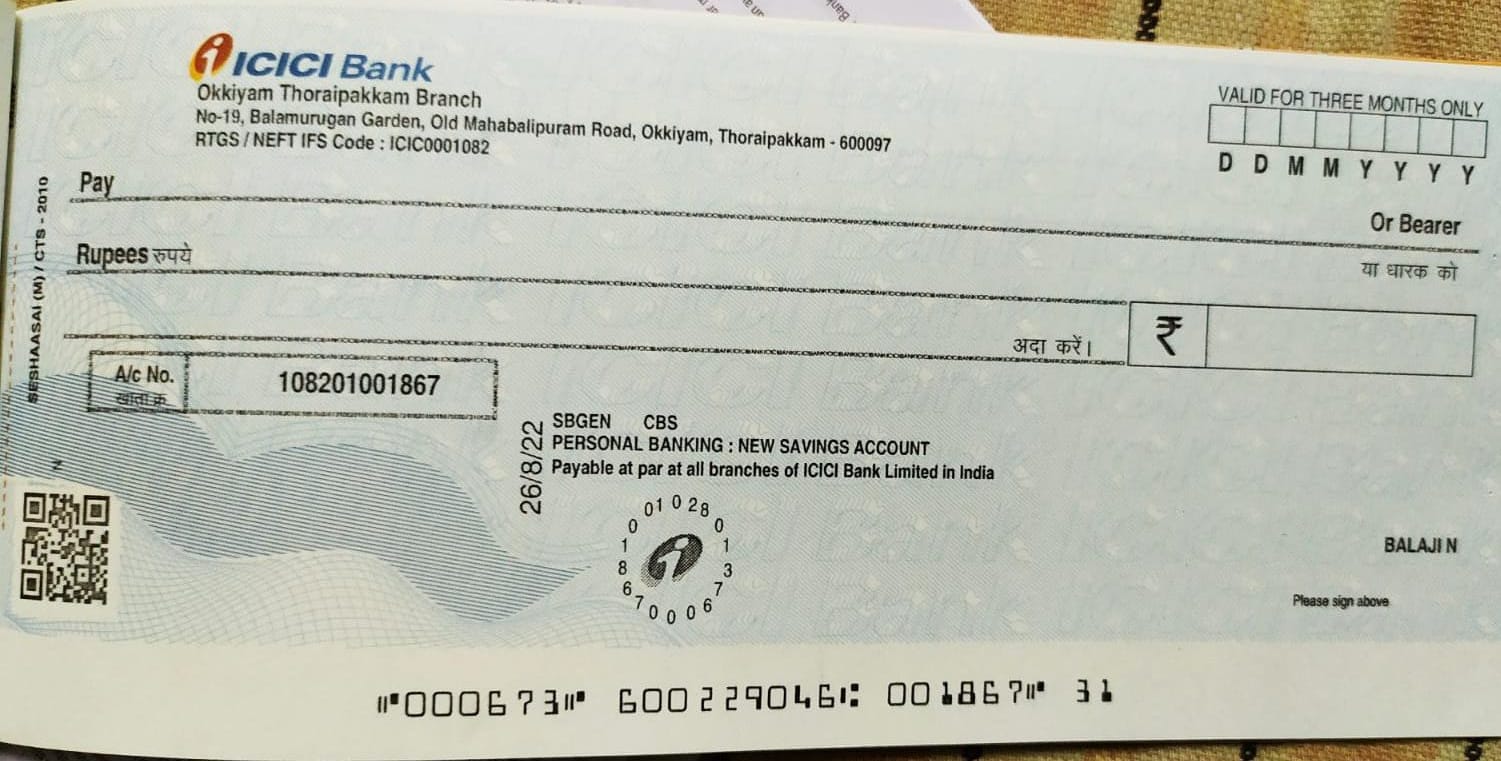 ICICI Bank
Okkiyam Thoraipakkam Branch
No-19, Balamurugan Garden, Old Mahabalipuram Road, Okkiyam, Thoraipakkam - 600097
RTGS / NEFT IFS Code : ICIC0001082
VALID FOR THREE MONTHS ONLY
D D M M Y Y Y Y
Pay
Or Bearer
Rupees रुपये
या धारक को
अदा करें।
₹
A/c No.
खाता क्र.
108201001867
SESHAASAI (M) / CTS - 2010
26/8/22
SBGEN CBS
PERSONAL BANKING : NEW SAVINGS ACCOUNT
Payable at par at all branches of ICICI Bank Limited in India
N
010280137600076810
BALAJI N
Please sign above
⑈000673⑈ 600229046⑆ 001867⑈ 31